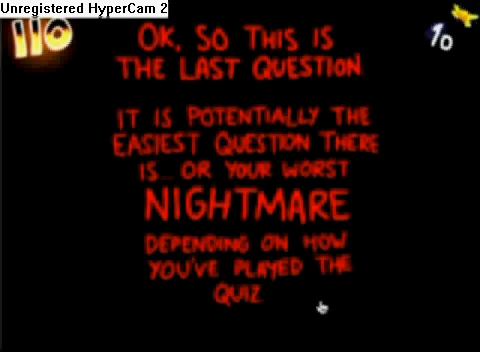 Unregistered HyperCam 2
110
10
OK, SO THIS IS
THE LAST QUESTION
IT IS POTENTIALLY THE
EASIEST QUESTION THERE
IS... OR YOUR WORST
NIGHTMARE
DEPENDING ON HOW
YOU'VE PLAYED THE
QUIZ